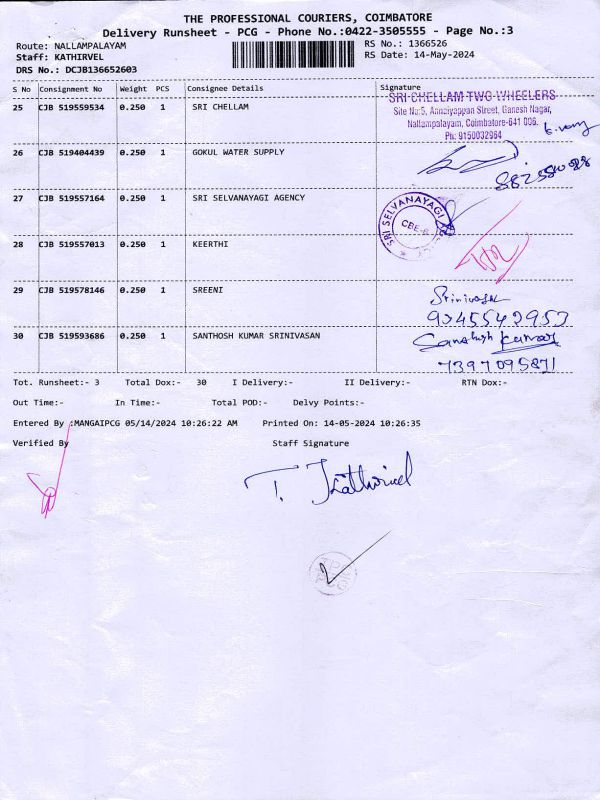 THE PROFESSIONAL COURIERS, COIMBATORE
Delivery Runsheet - PCG - Phone No.:0422-3505555 - Page No.:3
Route: NALLAMPALAYAM
RS No.: 1366526
Staff: KATHIRVEL
RS Date: 14-May-2024
DRS No.: DCJB136652603
S No Consignment No Weight PCS Consignee Details Signature
25 CJB 519559534 0.250 1 SRI CHELLAM
SRI CHELLAM TWO WHEELERS
Site No:5, Annaiyappan Street, Ganesh Nagar,
Nallampalayam, Coimbatore-641 006.
Ph: 9150032964
26 CJB 519404439 0.250 1 GOKUL WATER SUPPLY
27 CJB 519557164 0.250 1 SRI SELVANAYAGI AGENCY
SRI SELVANAYAGI
CBE-6
28 CJB 519557013 0.250 1 KEERTHI
29 CJB 519578146 0.250 1 SREENI
Srinivasan
9345542953
30 CJB 519593686 0.250 1 SANTHOSH KUMAR SRINIVASAN
Santhosh Kumar
7397095871
Tot. Runsheet:- 3 Total Dox:- 30 I Delivery:- II Delivery:- RTN Dox:-
Out Time:- In Time:- Total POD:- Delvy Points:-
Entered By :MANGAIPCG 05/14/2024 10:26:22 AM Printed On: 14-05-2024 10:26:35
Verified By Staff Signature
T. Kathirvel